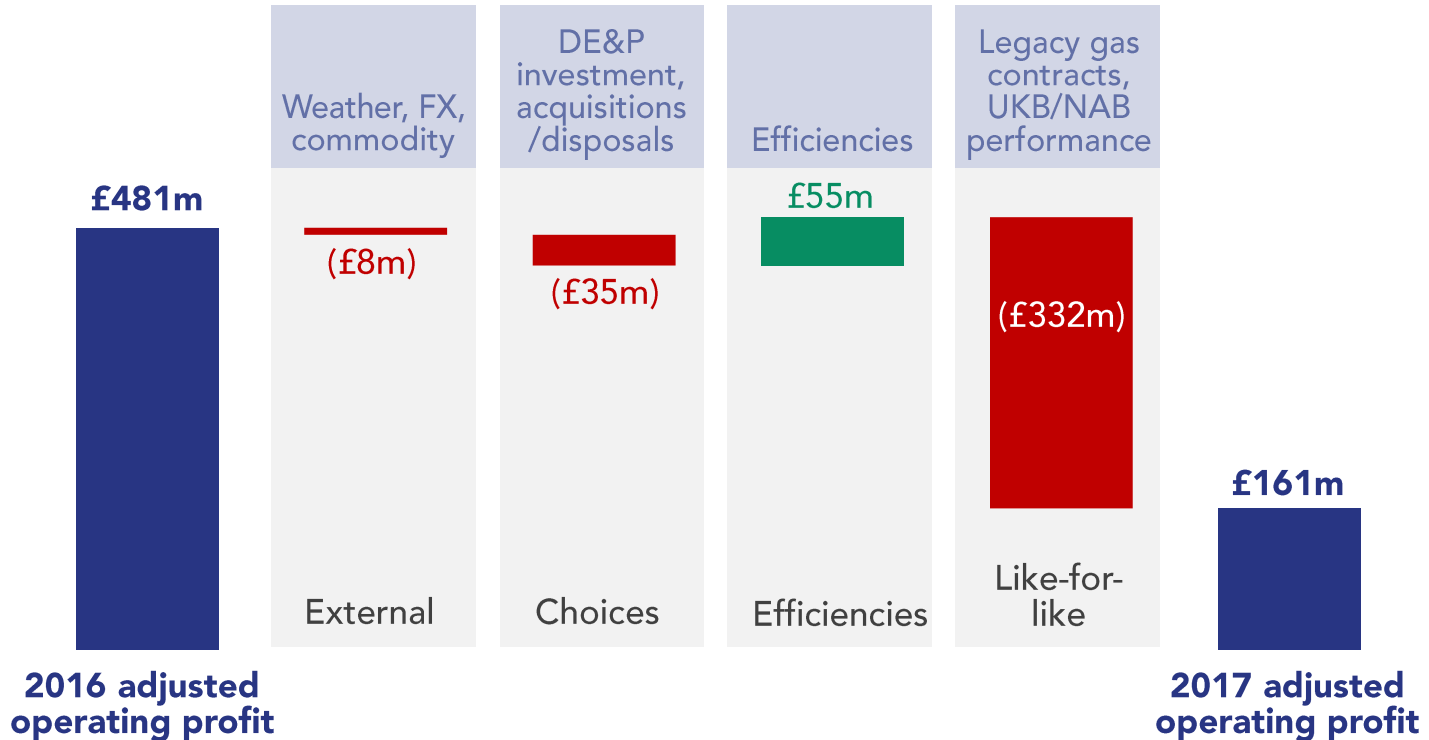 Weather, FX,
commodity
DE&P
investment,
acquisitions
/disposals
Efficiencies
Legacy gas
contracts,
UKB/NAB
performance
£481m
(£8m)
(£35m)
£55m
(£332m)
£161m
External
Choices
Efficiencies
Like-for-
like
2016 adjusted
operating profit
2017 adjusted
operating profit